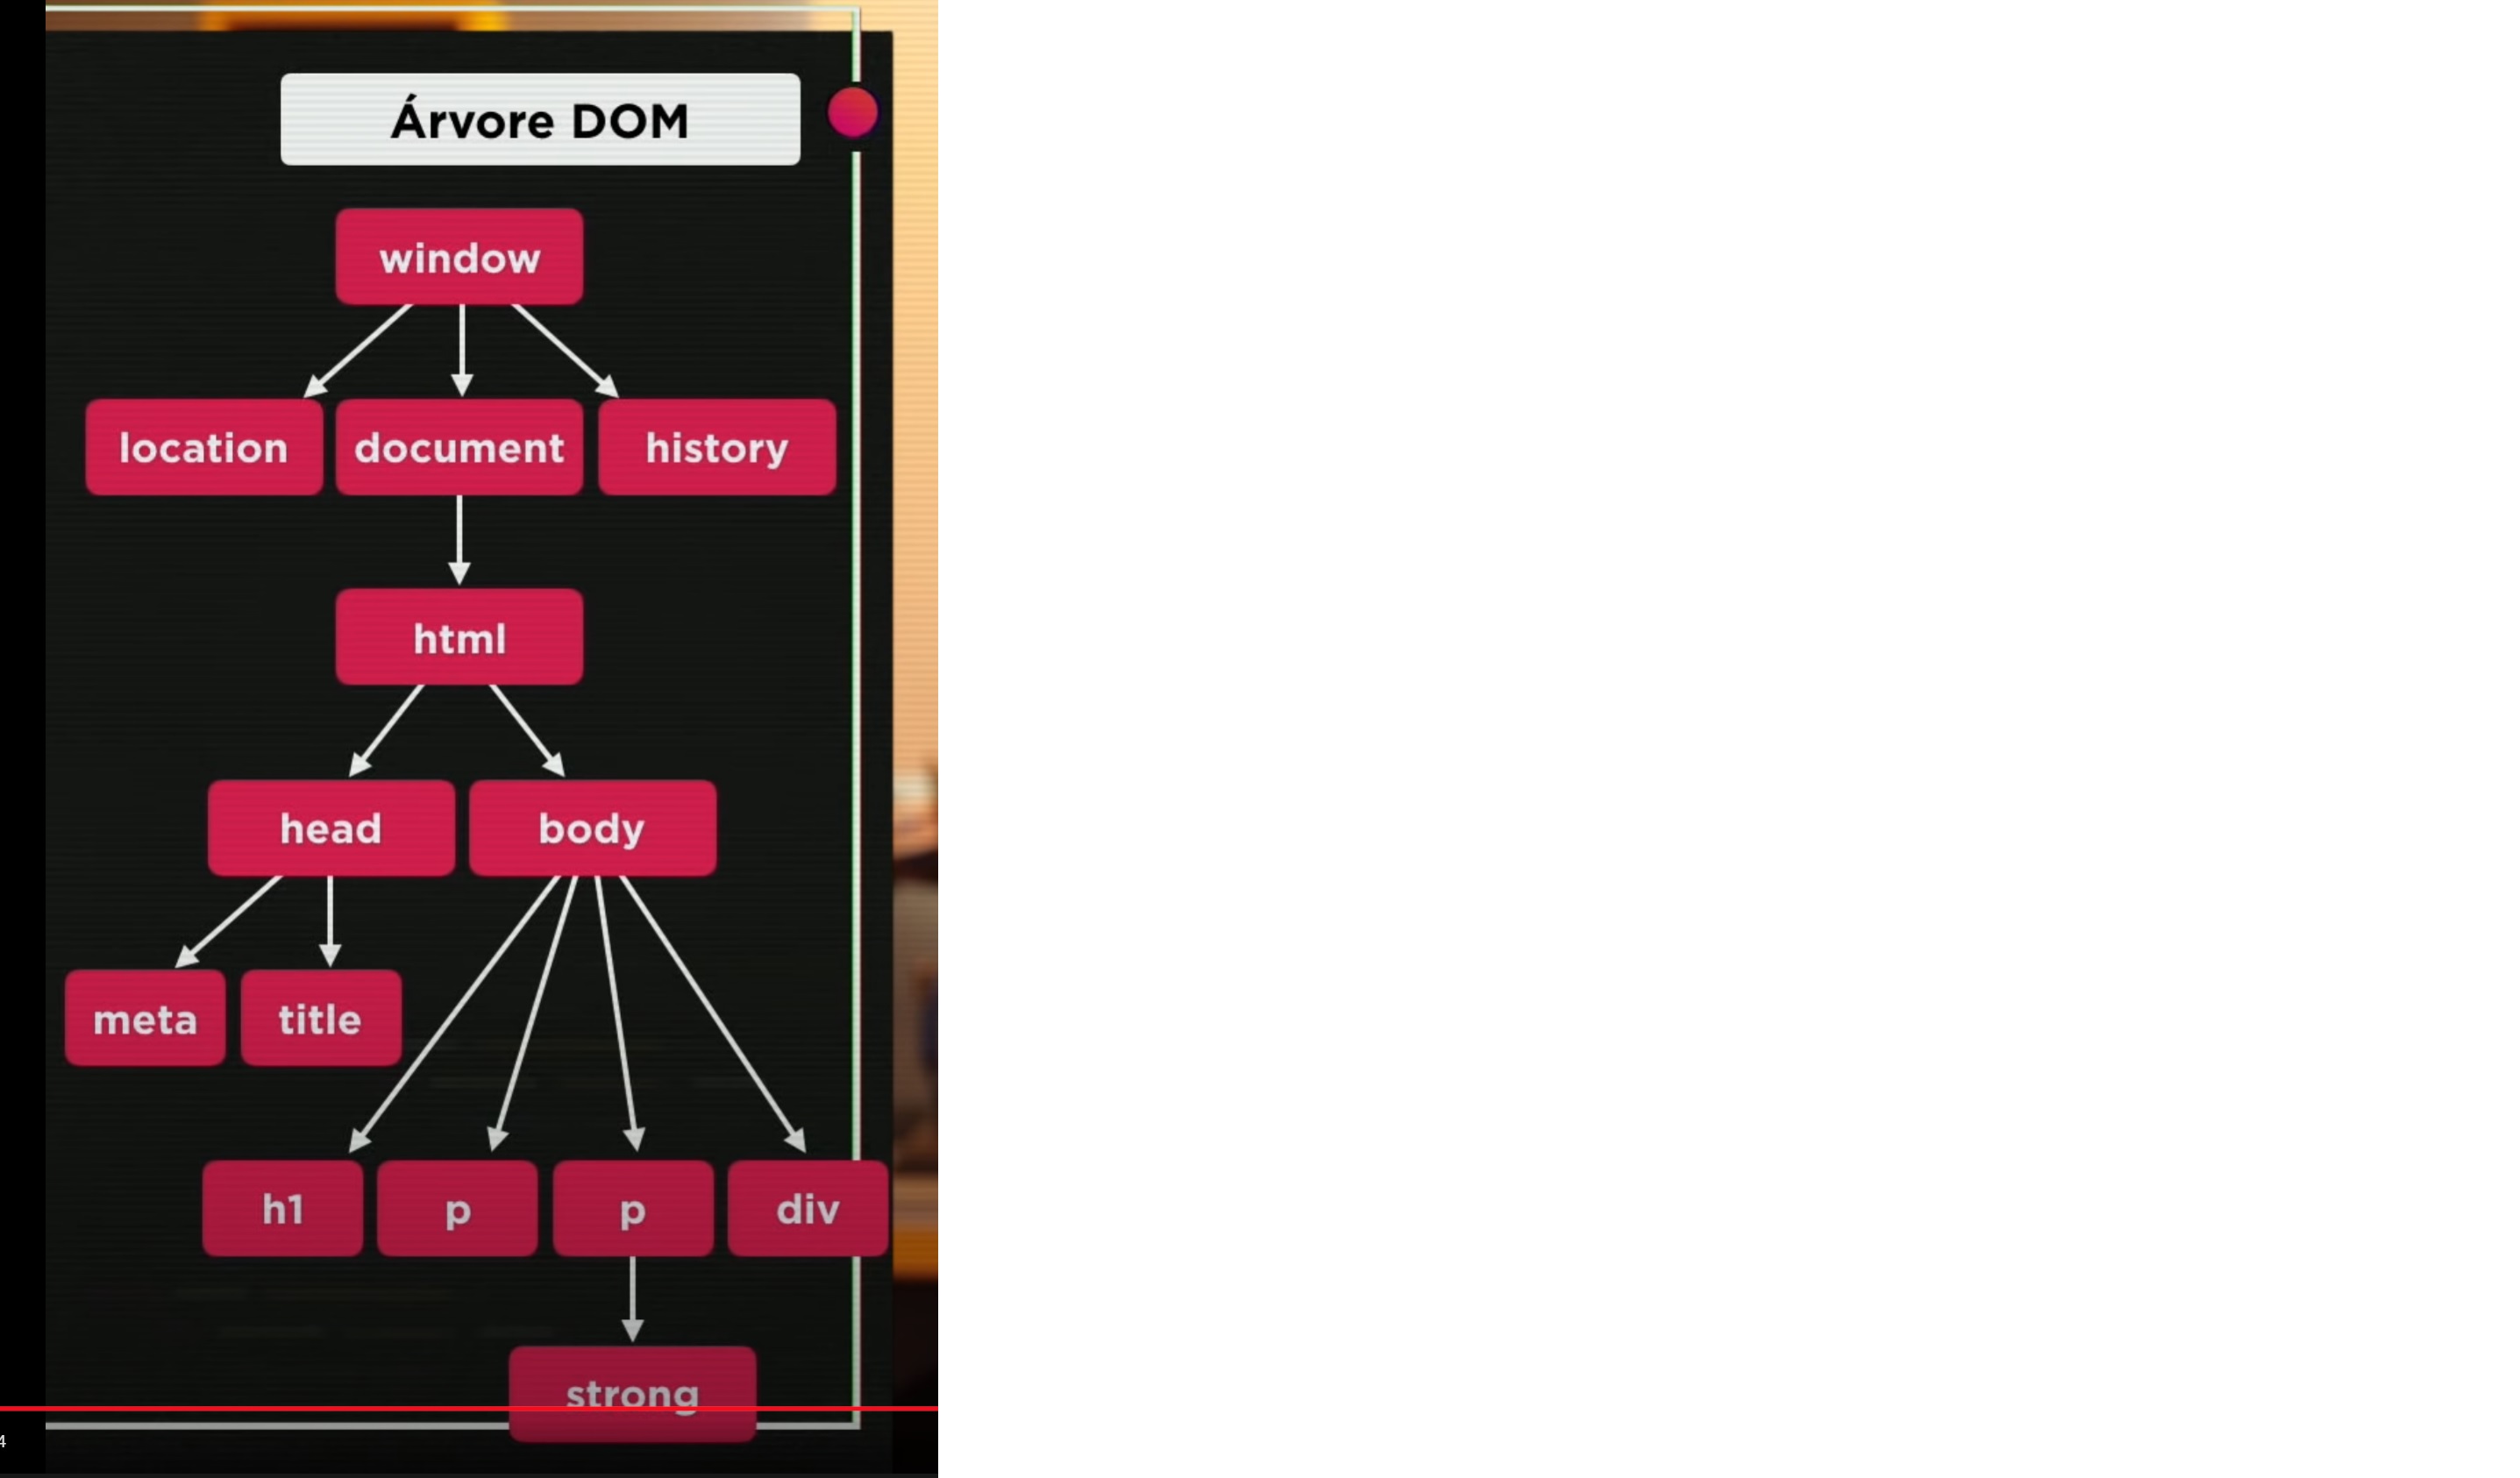 Árvore DOM
window
location document history
html
head body
meta title
h1 p p div
strong
4